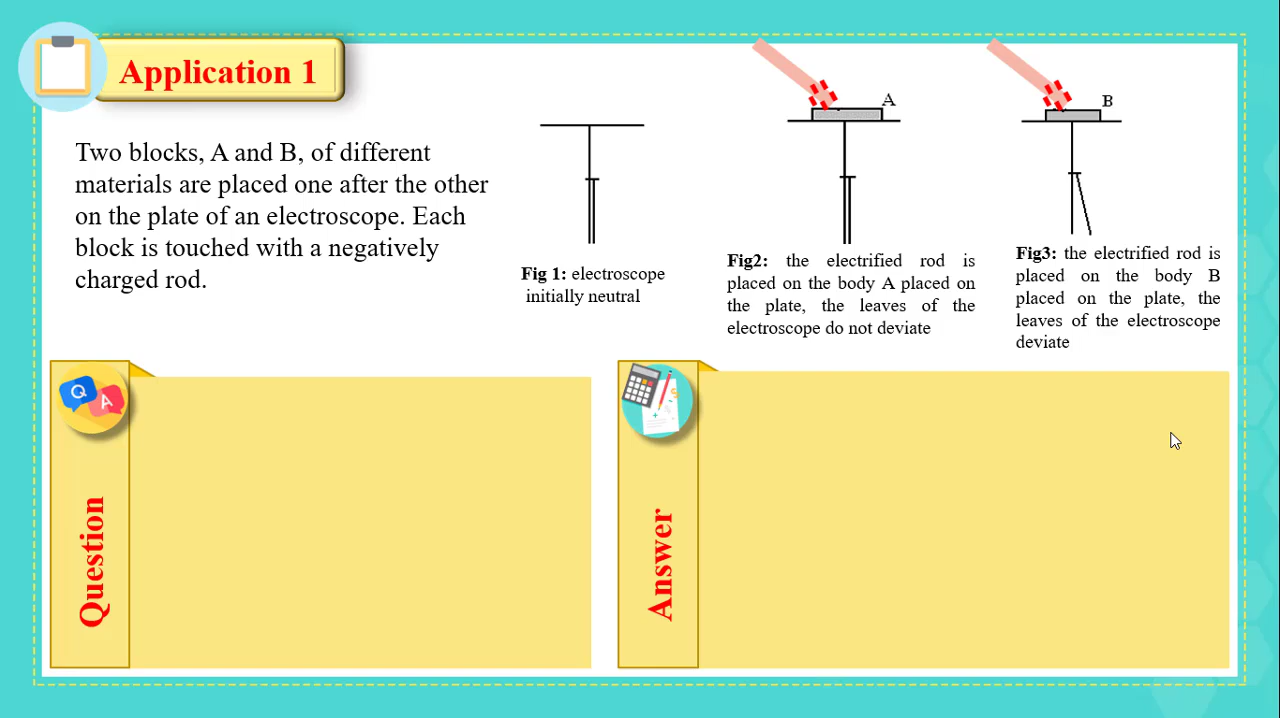 Application 1
Two blocks, A and B, of different
materials are placed one after the other
on the plate of an electroscope. Each
block is touched with a negatively
charged rod.
A
B
Fig 1: electroscope
initially neutral
Fig2: the electrified rod is
placed on the body A placed on
the plate, the leaves of the
electroscope do not deviate
Fig3: the electrified rod is
placed on the body B
placed on the plate, the
leaves of the electroscope
deviate
Q
A
Question
Answer